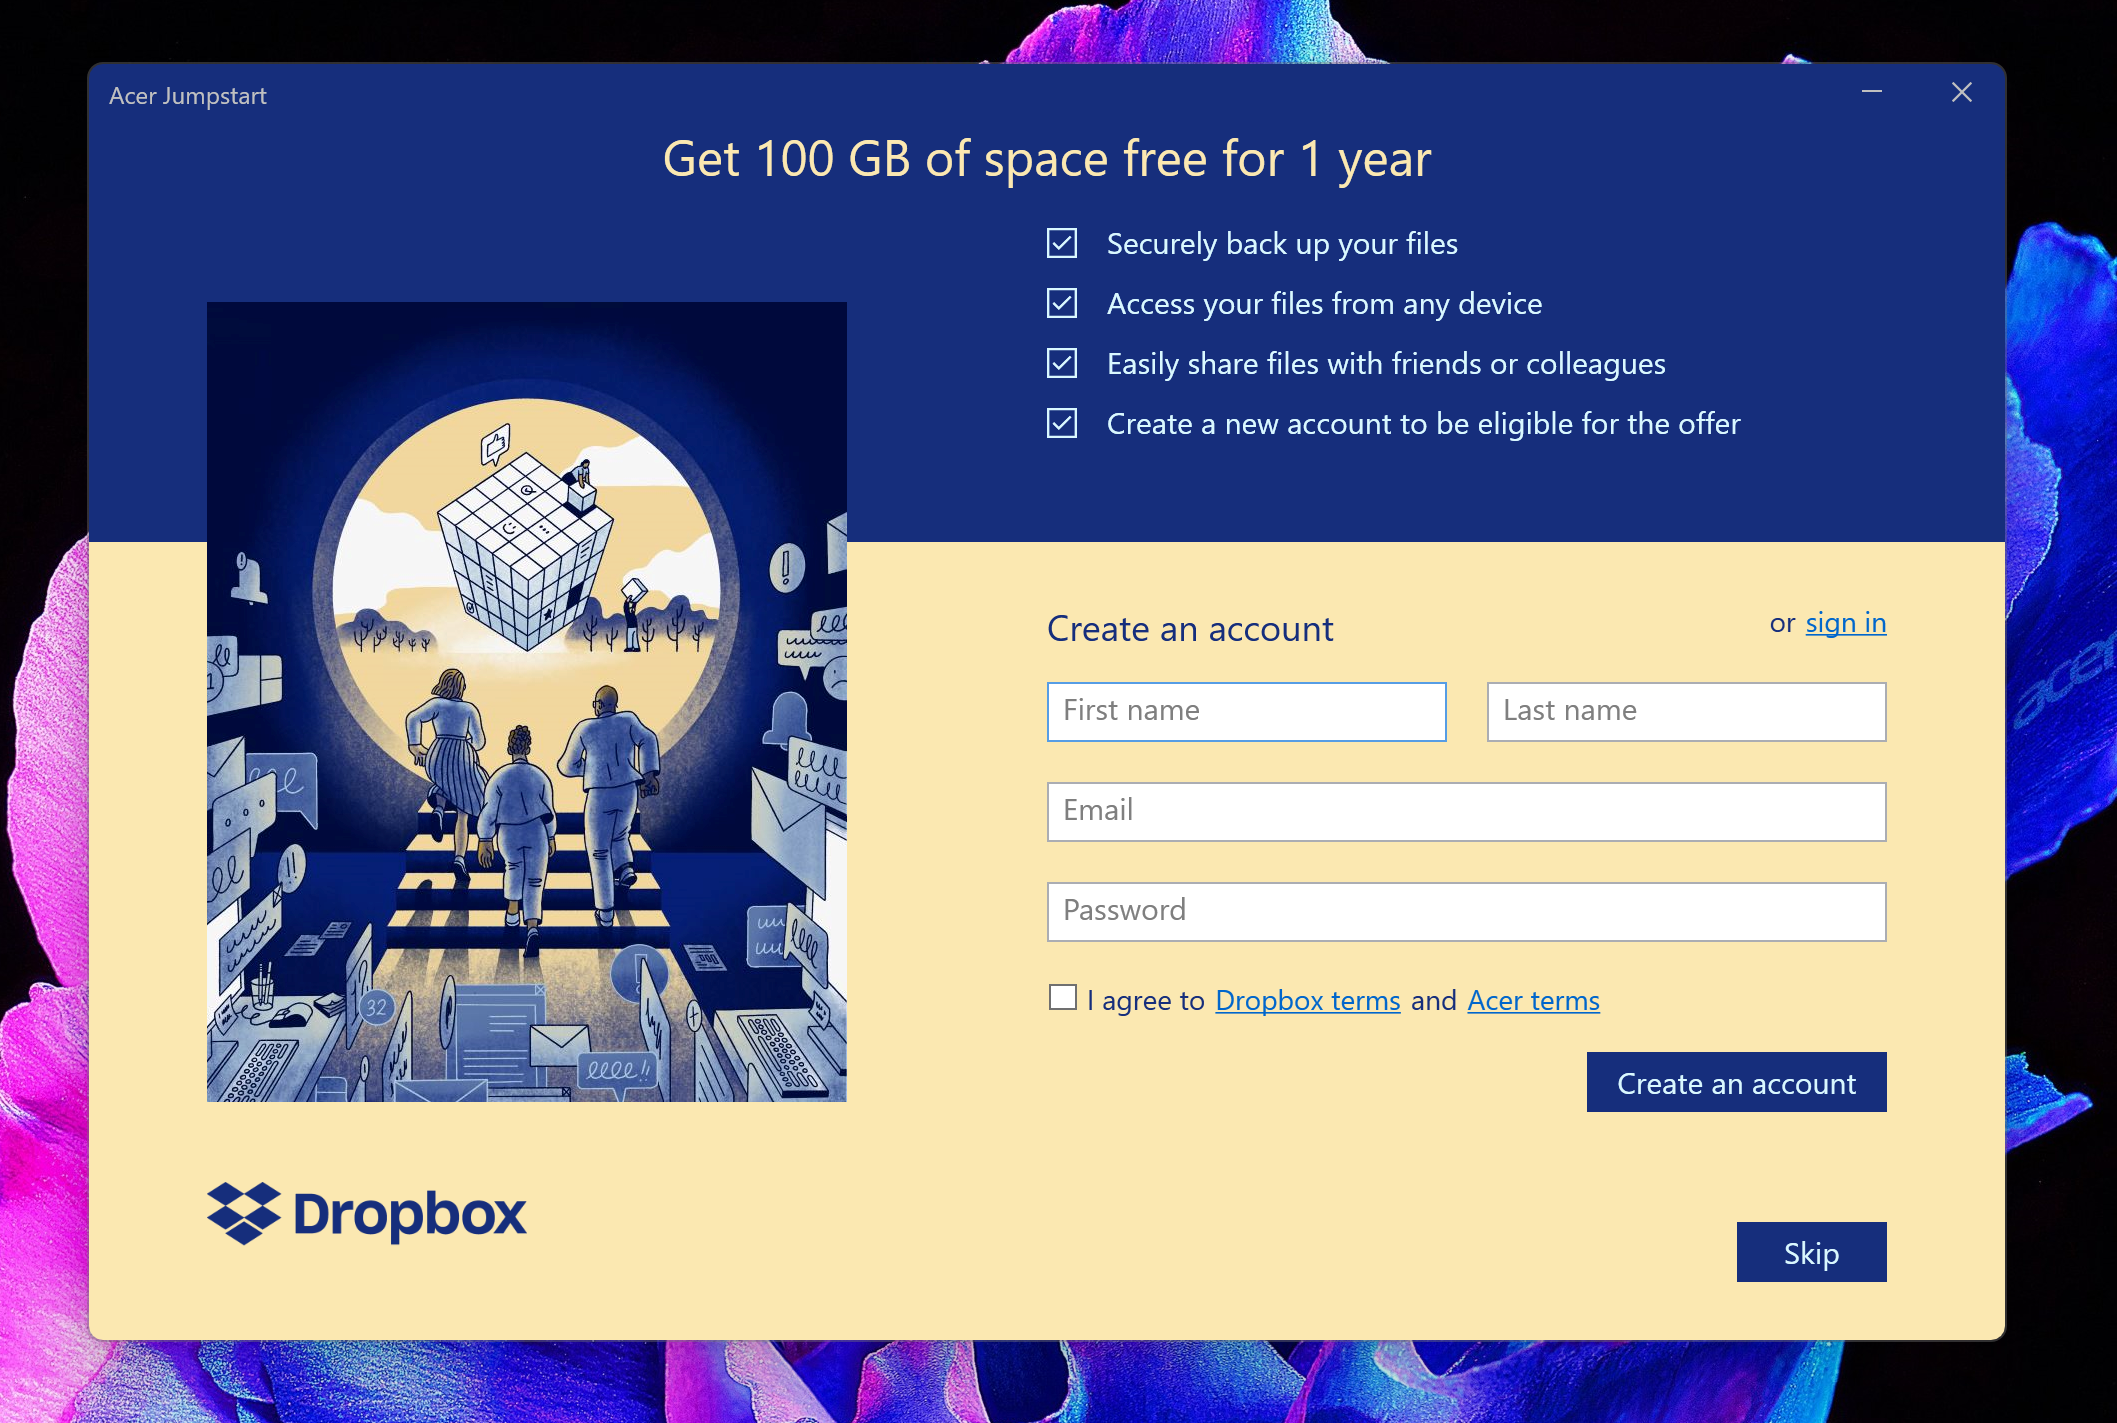 Acer Jumpstart
Get 100 GB of space free for 1 year
Securely back up your files
Access your files from any device
Easily share files with friends or colleagues
Create a new account to be eligible for the offer
Create an account
or sign in
First name
Last name
Email
Password
I agree to Dropbox terms and Acer terms
Create an account
32
Dropbox
Skip
acer